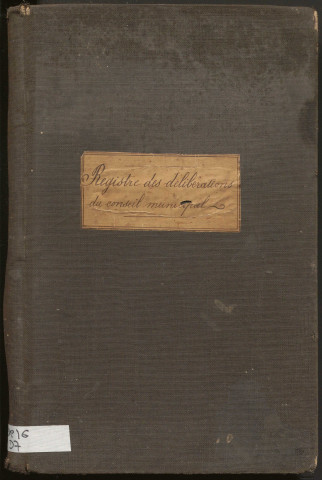 Registre des délibérations
du conseil municipal